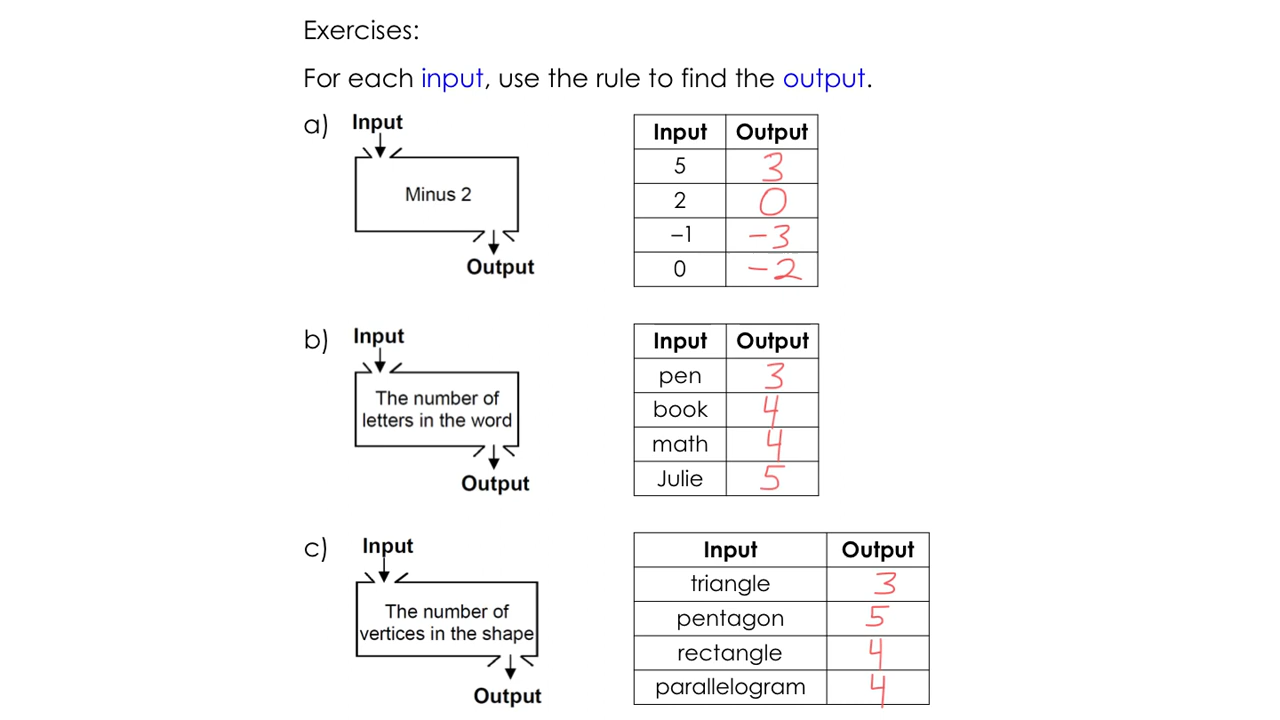 Exercises:
For each input, use the rule to find the output.
a)
Input
Minus 2
Output
Input Output
5 3
2 0
–1 –3
0 –2
b)
Input
The number of
letters in the word
Output
Input Output
pen 3
book 4
math 4
Julie 5
c)
Input
The number of
vertices in the shape
Output
Input Output
triangle 3
pentagon 5
rectangle 4
parallelogram 4